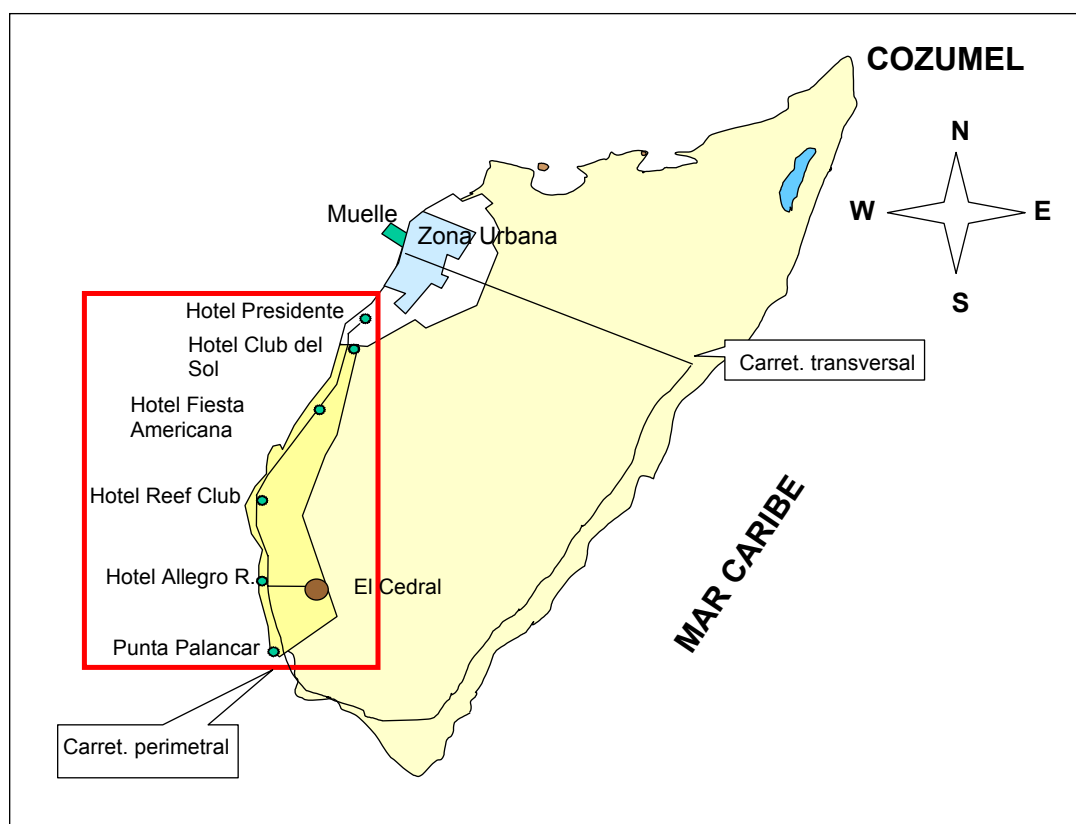 COZUMEL
N
W
E
S
Muelle
Zona Urbana
Hotel Presidente
Hotel Club del
Sol
Carret. transversal
Hotel Fiesta
Americana
Hotel Reef Club
MAR CARIBE
Hotel Allegro R.
El Cedral
Punta Palancar
Carret. perimetral